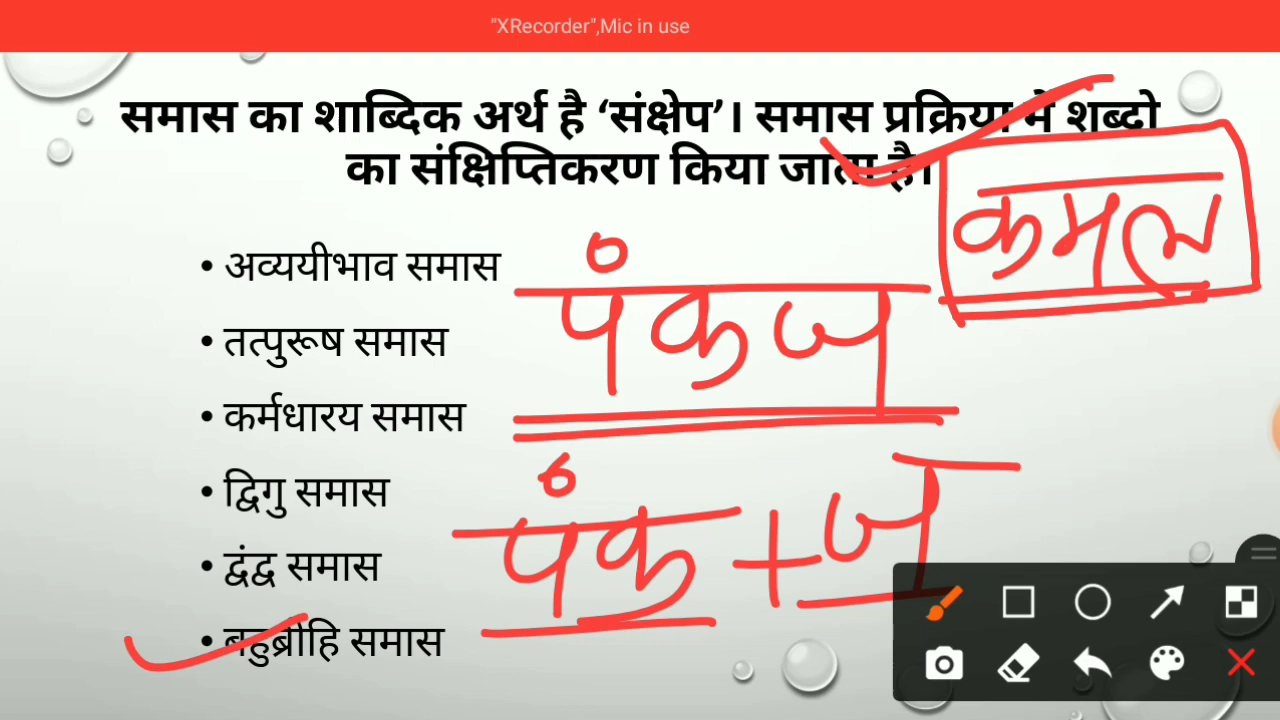 "XRecorder",Mic in use
समास का शाब्दिक अर्थ है ‘संक्षेप’। समास प्रक्रिया में शब्दो
का संक्षिप्तिकरण किया जाता है।
कमल
• अव्ययीभाव समास
पंकज
• तत्पुरूष समास
• कर्मधारय समास
• द्विगु समास
पंक + ज
• द्वंद्व समास
• बहुब्रीहि समास